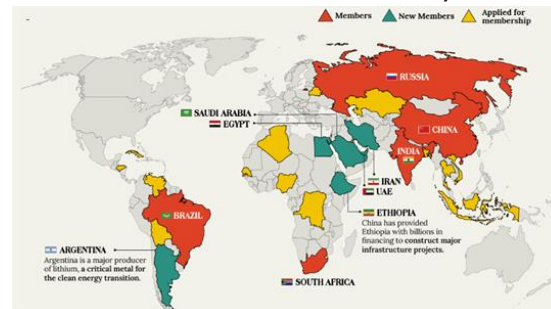 Members
New Members
Applied for
membership
RUSSIA
SAUDI ARABIA
EGYPT
CHINA
INDIA
IRAN
UAE
BRAZIL
ETHIOPIA
China has provided
Ethiopia with billions in
financing to construct major
infrastructure projects.
ARGENTINA
Argentina is a major producer
of lithium, a critical metal for
the clean energy transition.
SOUTH AFRICA